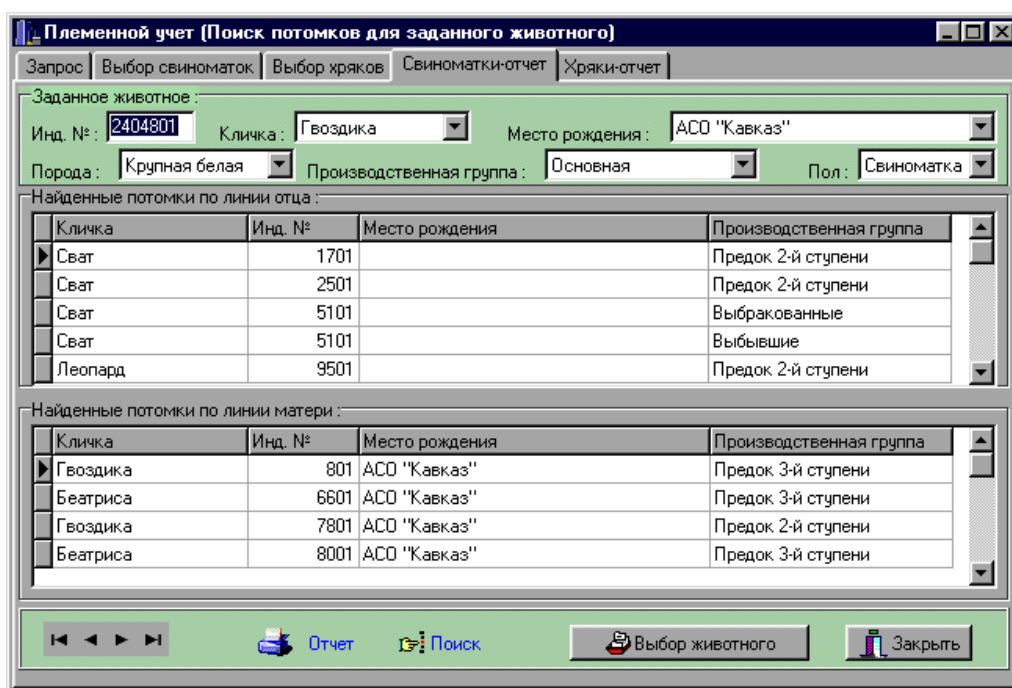 Племенной учет (Поиск потомков для заданного животного)
Запрос Выбор свиноматок Выбор хряков Свиноматки-отчет Хряки-отчет
Заданное животное :
Инд. № : 2404801 Кличка : Гвоздика Место рождения : АСО "Кавказ"
Порода : Крупная белая Производственная группа : Основная Пол : Свиноматка
Найденные потомки по линии отца :
Кличка Инд. № Место рождения Производственная группа
Сват 1701 Предок 2-й ступени
Сват 2501 Предок 2-й ступени
Сват 5101 Выбракованные
Сват 5101 Выбывшие
Леопард 9501 Предок 2-й ступени
Найденные потомки по линии матери :
Кличка Инд. № Место рождения Производственная группа
Гвоздика 801 АСО "Кавказ" Предок 3-й ступени
Беатриса 6601 АСО "Кавказ" Предок 3-й ступени
Гвоздика 7801 АСО "Кавказ" Предок 2-й ступени
Беатриса 8001 АСО "Кавказ" Предок 3-й ступени
Отчет Поиск Выбор животного Закрыть